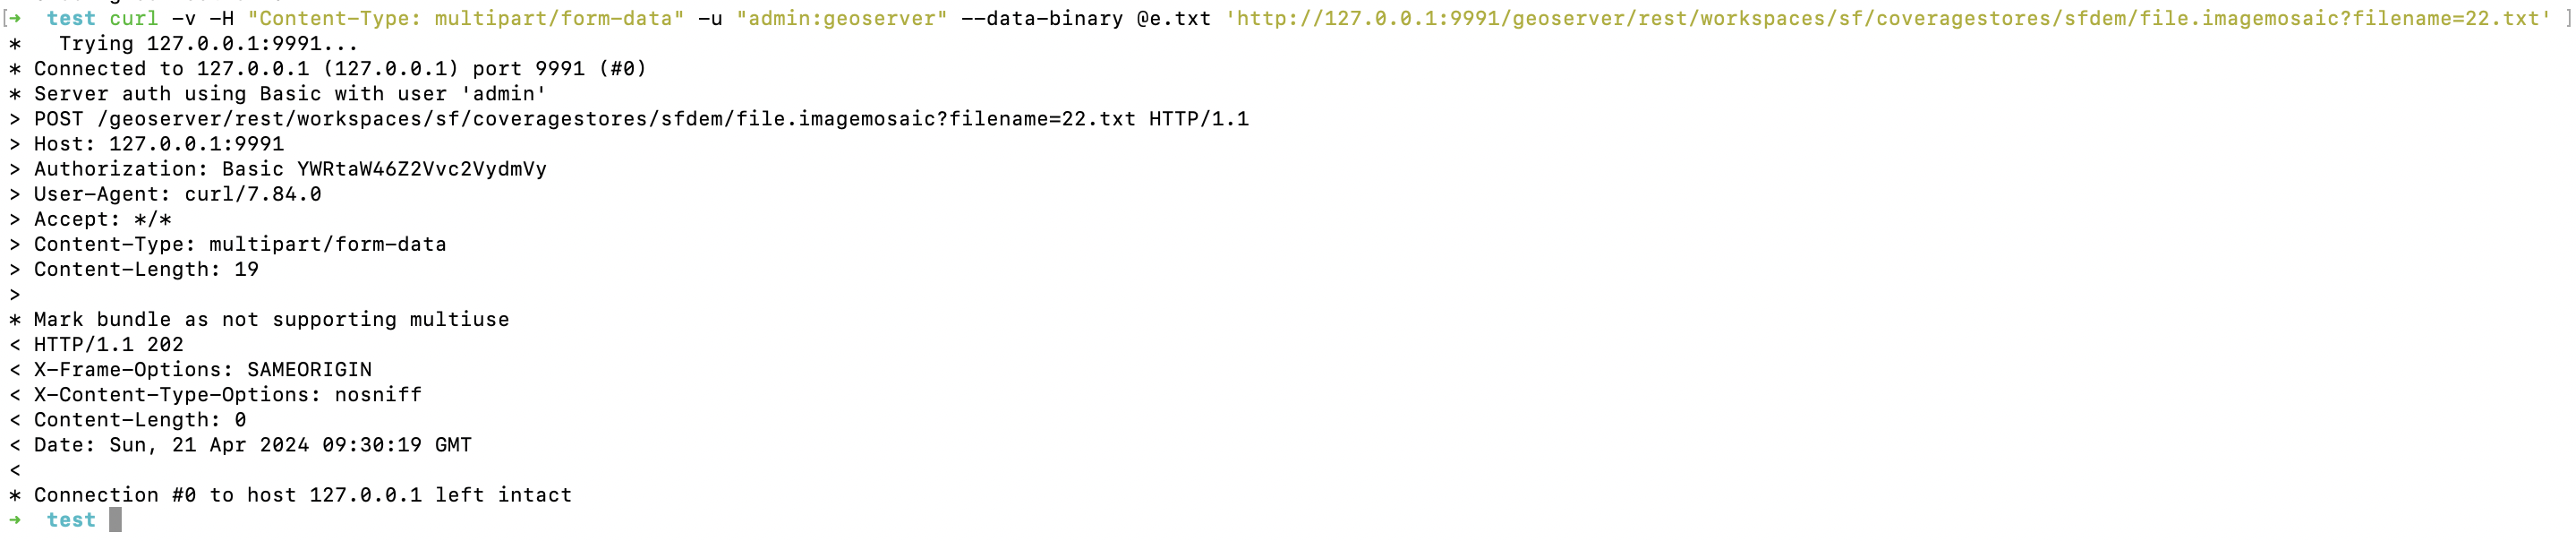 [➜  test curl -v -H "Content-Type: multipart/form-data" -u "admin:geoserver" --data-binary @e.txt 'http://127.0.0.1:9991/geoserver/rest/workspaces/sf/coveragestores/sfdem/file.imagemosaic?filename=22.txt' ]
*   Trying 127.0.0.1:9991...
* Connected to 127.0.0.1 (127.0.0.1) port 9991 (#0)
* Server auth using Basic with user 'admin'
> POST /geoserver/rest/workspaces/sf/coveragestores/sfdem/file.imagemosaic?filename=22.txt HTTP/1.1
> Host: 127.0.0.1:9991
> Authorization: Basic YWRtaW46Z2Vvc2VydmVy
> User-Agent: curl/7.84.0
> Accept: */*
> Content-Type: multipart/form-data
> Content-Length: 19
>
* Mark bundle as not supporting multiuse
< HTTP/1.1 202
< X-Frame-Options: SAMEORIGIN
< X-Content-Type-Options: nosniff
< Content-Length: 0
< Date: Sun, 21 Apr 2024 09:30:19 GMT
<
* Connection #0 to host 127.0.0.1 left intact
➜  test